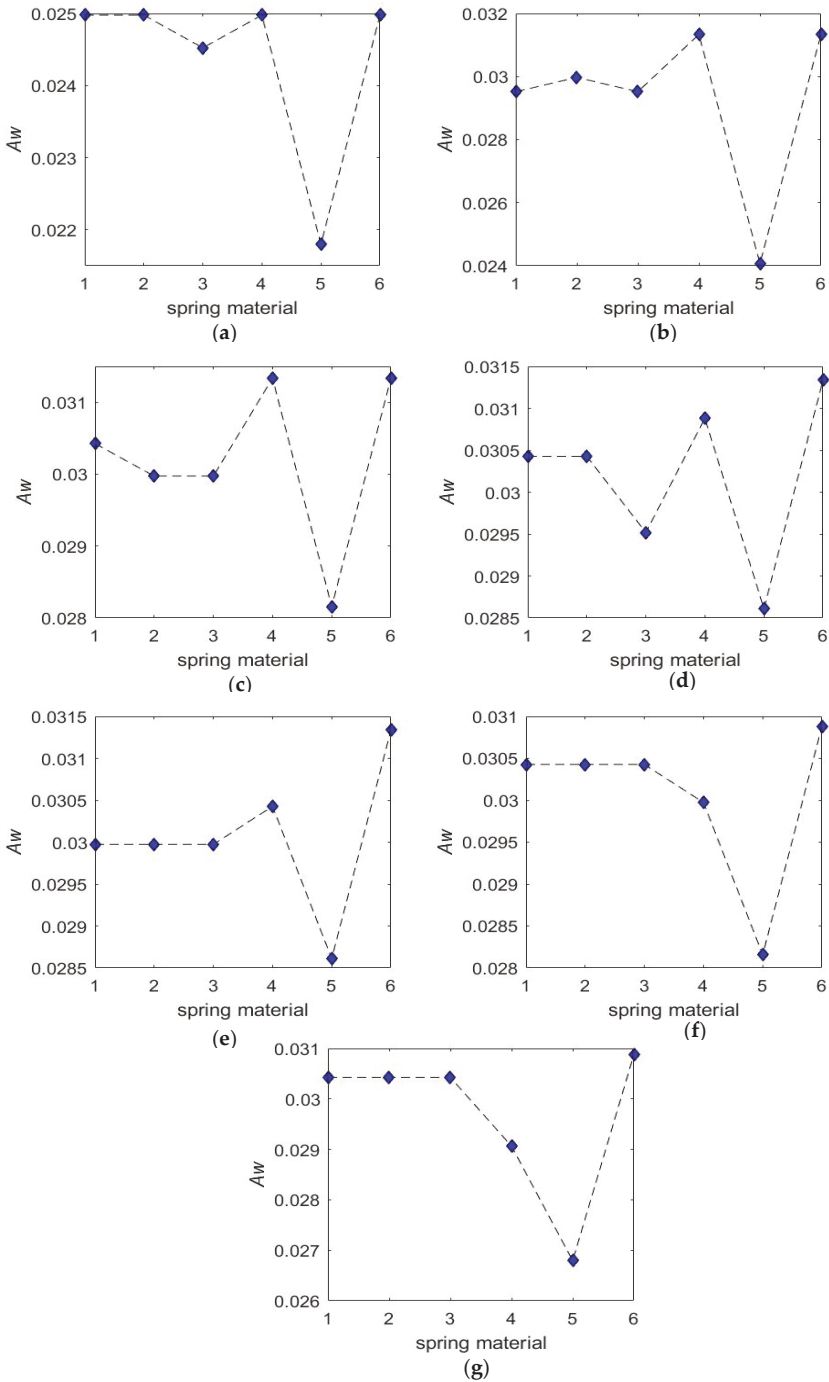 0.025
0.024
0.023
0.022
Aw
1 2 3 4 5 6
spring material
(a)
0.032
0.03
0.028
0.026
0.024
Aw
1 2 3 4 5 6
spring material
(b)
0.031
0.03
0.029
0.028
Aw
1 2 3 4 5 6
spring material
(c)
0.0315
0.031
0.0305
0.03
0.0295
0.029
0.0285
Aw
1 2 3 4 5 6
spring material
(d)
0.0315
0.031
0.0305
0.03
0.0295
0.029
0.0285
Aw
1 2 3 4 5 6
spring material
(e)
0.031
0.0305
0.03
0.0295
0.029
0.0285
0.028
Aw
1 2 3 4 5 6
spring material
(f)
0.031
0.03
0.029
0.028
0.027
0.026
Aw
1 2 3 4 5 6
spring material
(g)